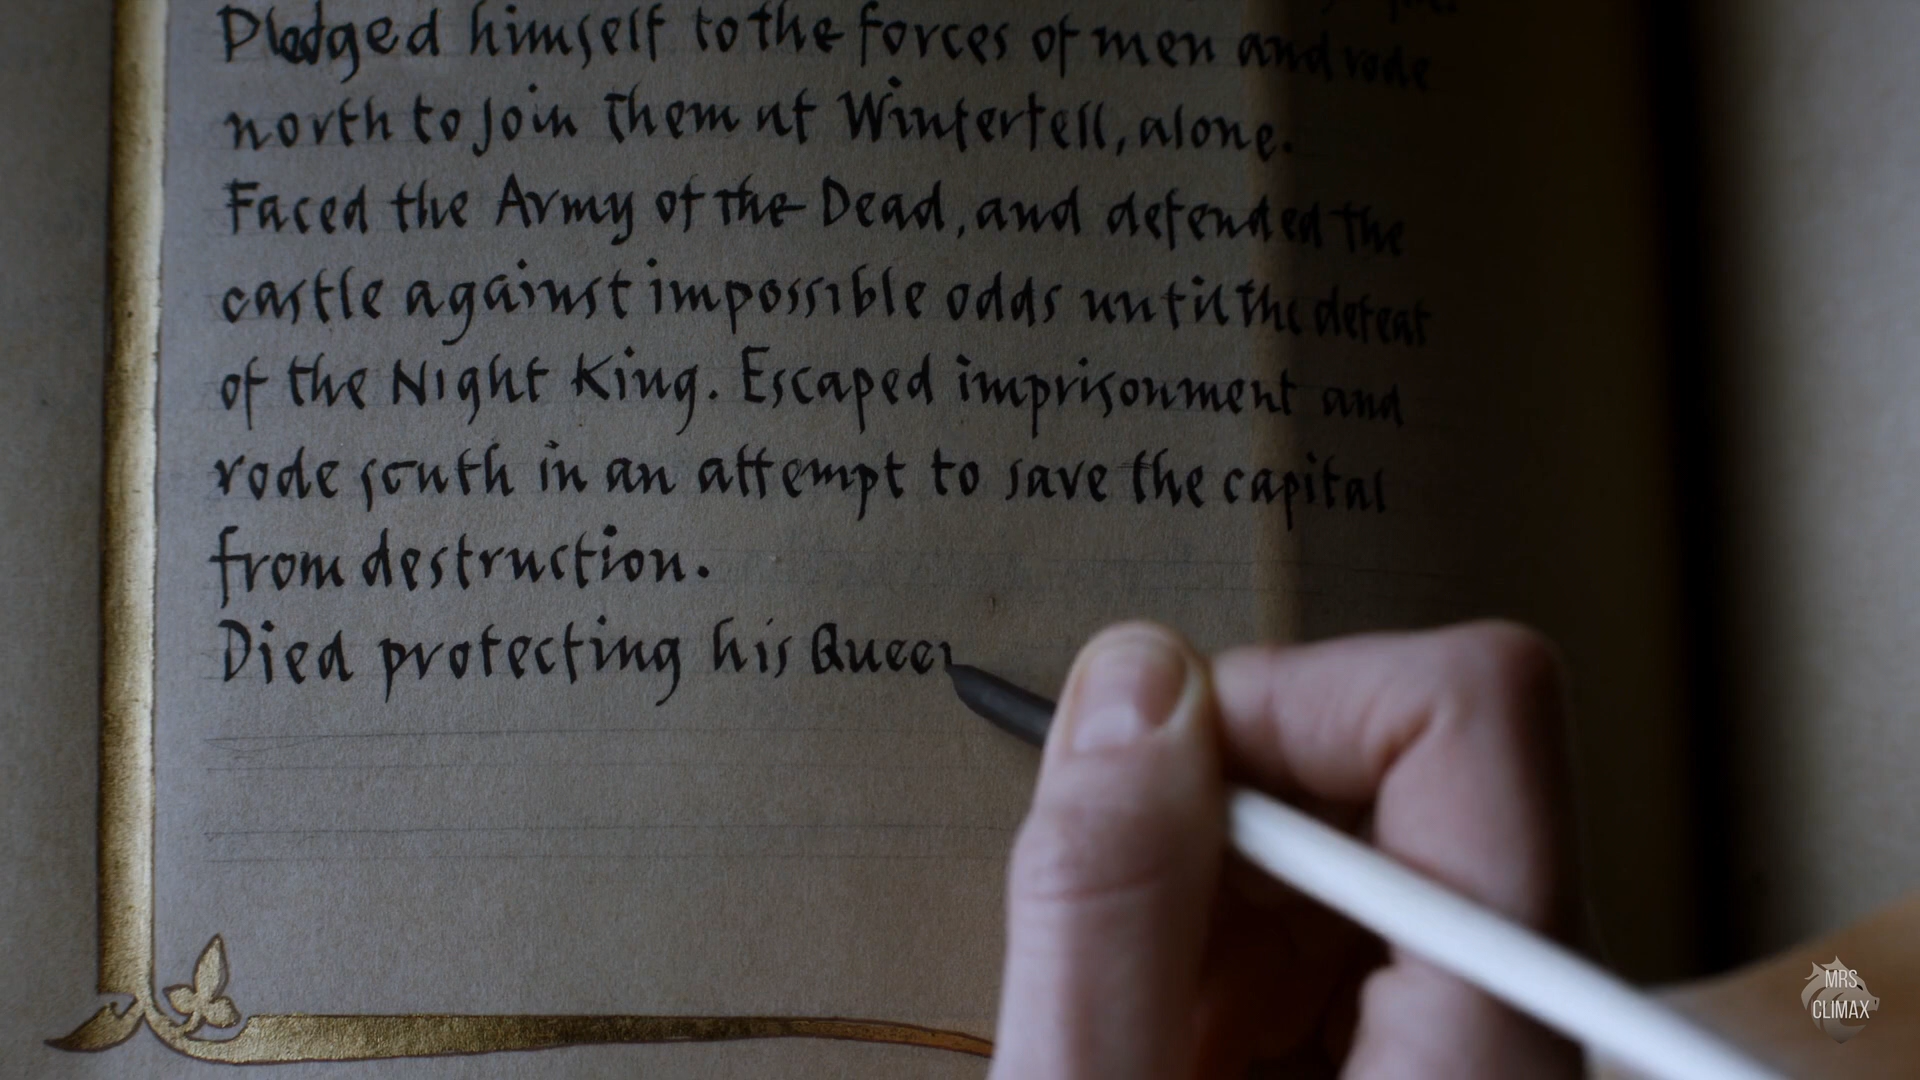 Pledged himself to the forces of men and rode
north to join them at Winterfell, alone.
Faced the Army of the Dead, and defended the
castle against impossible odds until the defeat
of the Night King. Escaped imprisonment and
rode south in an attempt to save the capital
from destruction.
Died protecting his Queen
MRS
CLIMAX